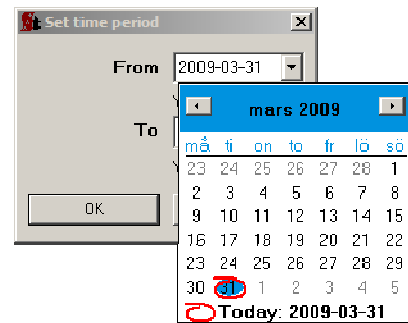 Set time period
From 2009-03-31
To
OK
mars 2009
må ti on to fr lö sö
23 24 25 26 27 28 1
2 3 4 5 6 7 8
9 10 11 12 13 14 15
16 17 18 19 20 21 22
23 24 25 26 27 28 29
30 31 1 2 3 4 5
Today: 2009-03-31